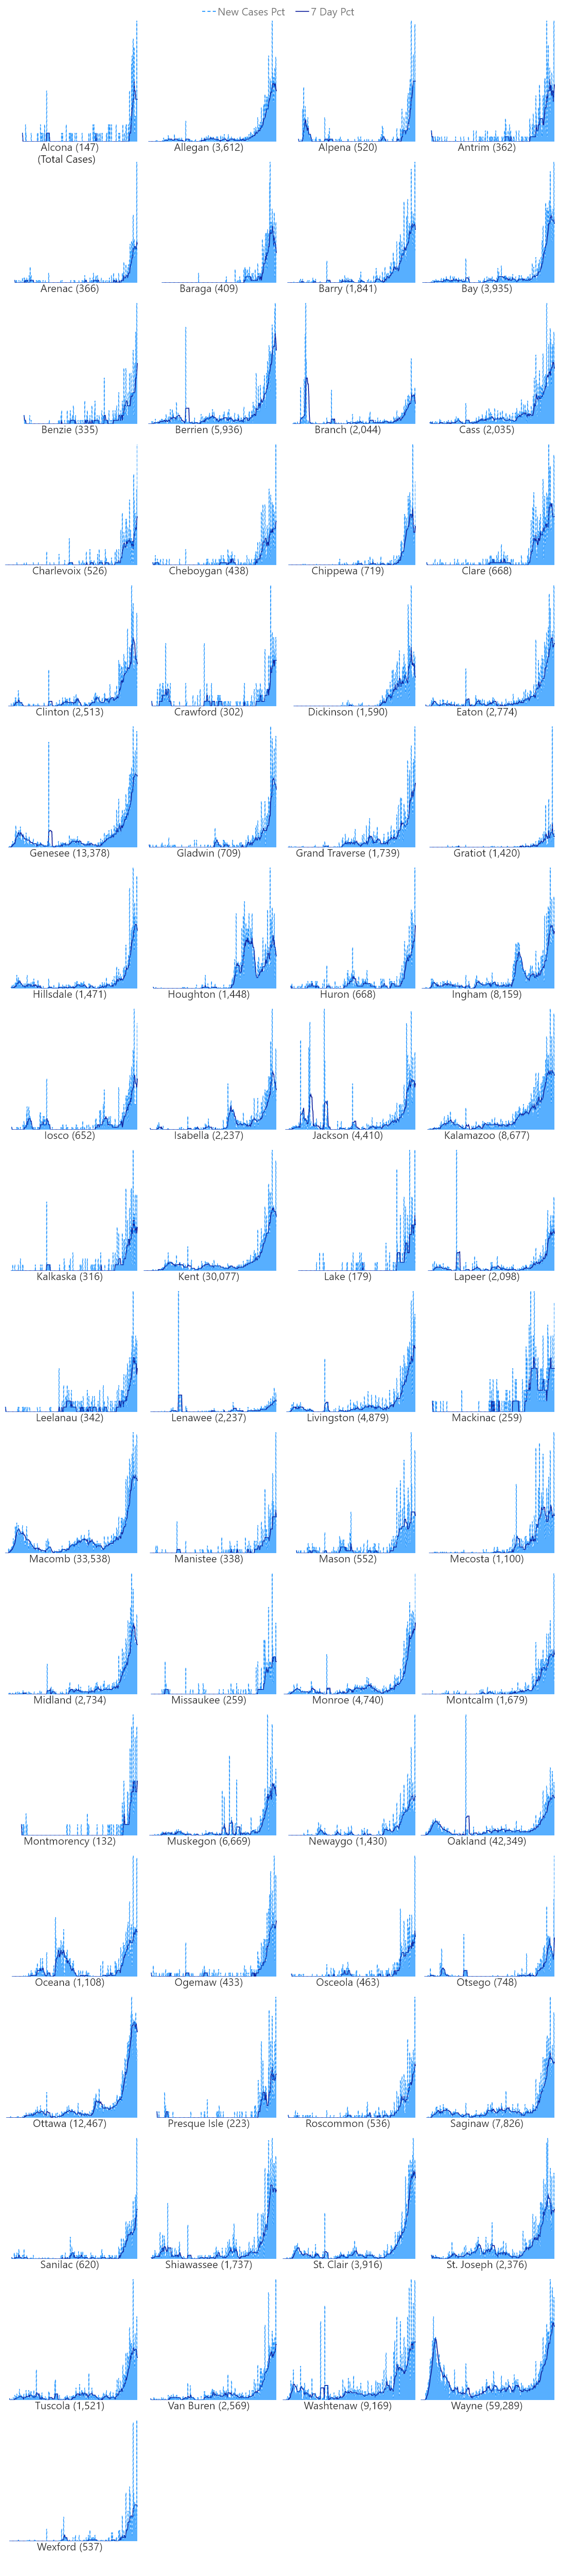 New Cases Pct 7 Day Pct
Alcona (147) Allegan (3,612) Alpena (520) Antrim (362)
(Total Cases)
Arenac (366) Baraga (409) Barry (1,841) Bay (3,935)
Benzie (335) Berrien (5,936) Branch (2,044) Cass (2,035)
Charlevoix (526) Cheboygan (438) Chippewa (719) Clare (668)
Clinton (2,513) Crawford (302) Dickinson (1,590) Eaton (2,774)
Genesee (13,378) Gladwin (709) Grand Traverse (1,739) Gratiot (1,420)
Hillsdale (1,471) Houghton (1,448) Huron (668) Ingham (8,159)
Iosco (652) Isabella (2,237) Jackson (4,410) Kalamazoo (8,677)
Kalkaska (316) Kent (30,077) Lake (179) Lapeer (2,098)
Leelanau (342) Lenawee (2,237) Livingston (4,879) Mackinac (259)
Macomb (33,538) Manistee (338) Mason (552) Mecosta (1,100)
Midland (2,734) Missaukee (259) Monroe (4,740) Montcalm (1,679)
Montmorency (132) Muskegon (6,669) Newaygo (1,430) Oakland (42,349)
Oceana (1,108) Ogemaw (433) Osceola (463) Otsego (748)
Ottawa (12,467) Presque Isle (223) Roscommon (536) Saginaw (7,826)
Sanilac (620) Shiawassee (1,737) St. Clair (3,916) St. Joseph (2,376)
Tuscola (1,521) Van Buren (2,569) Washtenaw (9,169) Wayne (59,289)
Wexford (537)